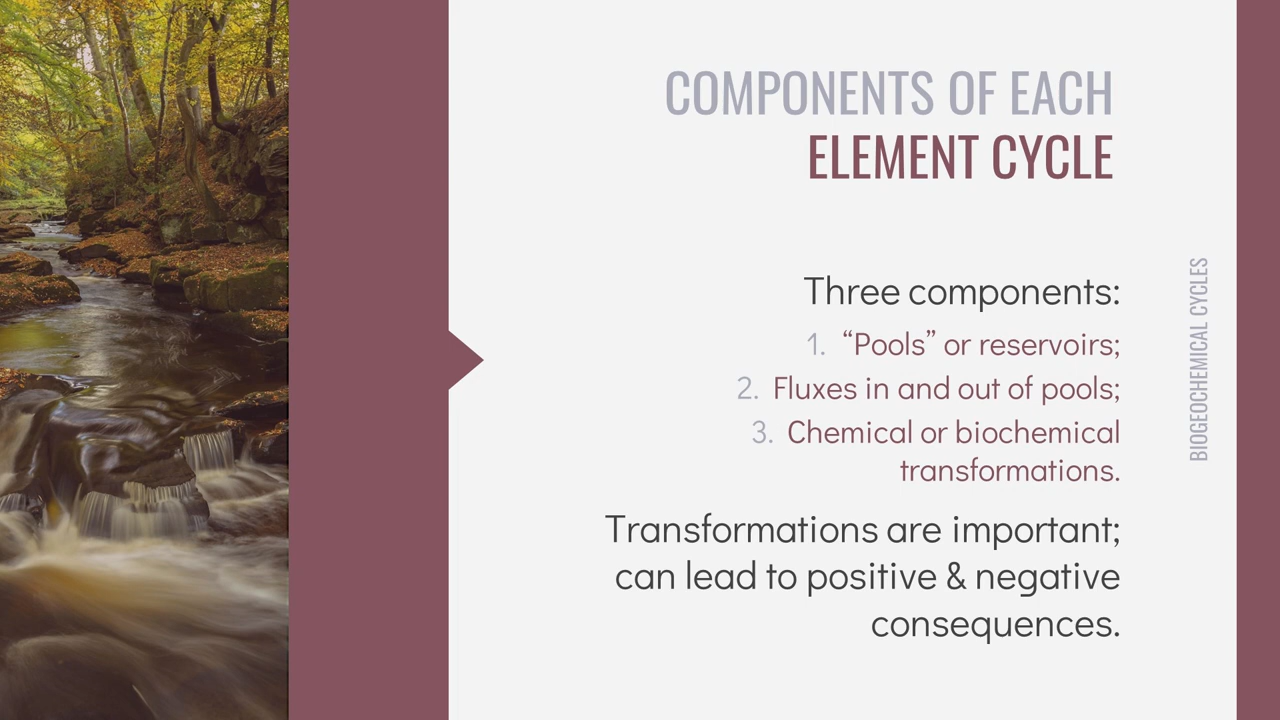 COMPONENTS OF EACH
ELEMENT CYCLE
Three components:
1. “Pools” or reservoirs;
2. Fluxes in and out of pools;
3. Chemical or biochemical
transformations.
Transformations are important;
can lead to positive & negative
consequences.
BIOGEOCHEMICAL CYCLES